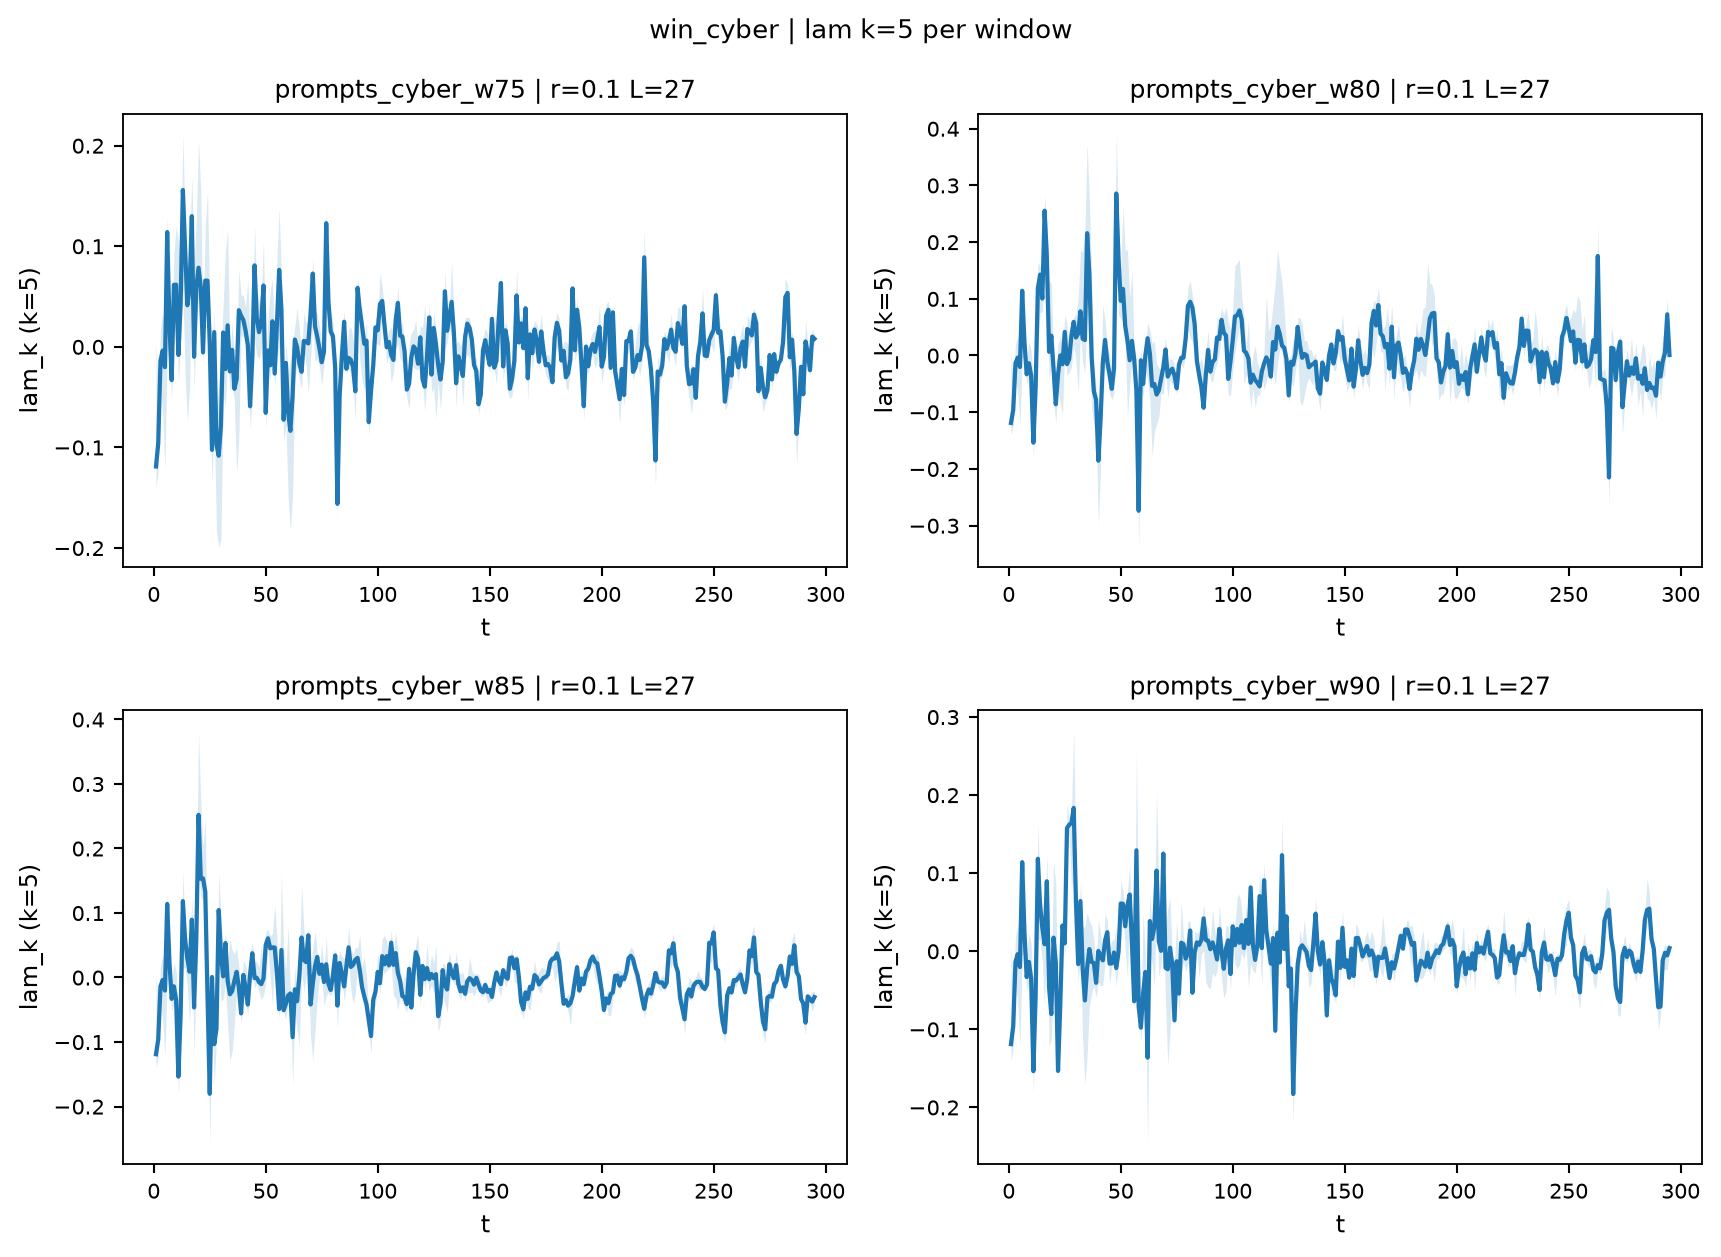 win_cyber | lam k=5 per window
prompts_cyber_w75 | r=0.1 L=27
lam_k (k=5)
0.2
0.1
0.0
−0.1
−0.2
0 50 100 150 200 250 300
t
prompts_cyber_w80 | r=0.1 L=27
lam_k (k=5)
0.4
0.3
0.2
0.1
0.0
−0.1
−0.2
−0.3
0 50 100 150 200 250 300
t
prompts_cyber_w85 | r=0.1 L=27
lam_k (k=5)
0.4
0.3
0.2
0.1
0.0
−0.1
−0.2
0 50 100 150 200 250 300
t
prompts_cyber_w90 | r=0.1 L=27
lam_k (k=5)
0.3
0.2
0.1
0.0
−0.1
−0.2
0 50 100 150 200 250 300
t